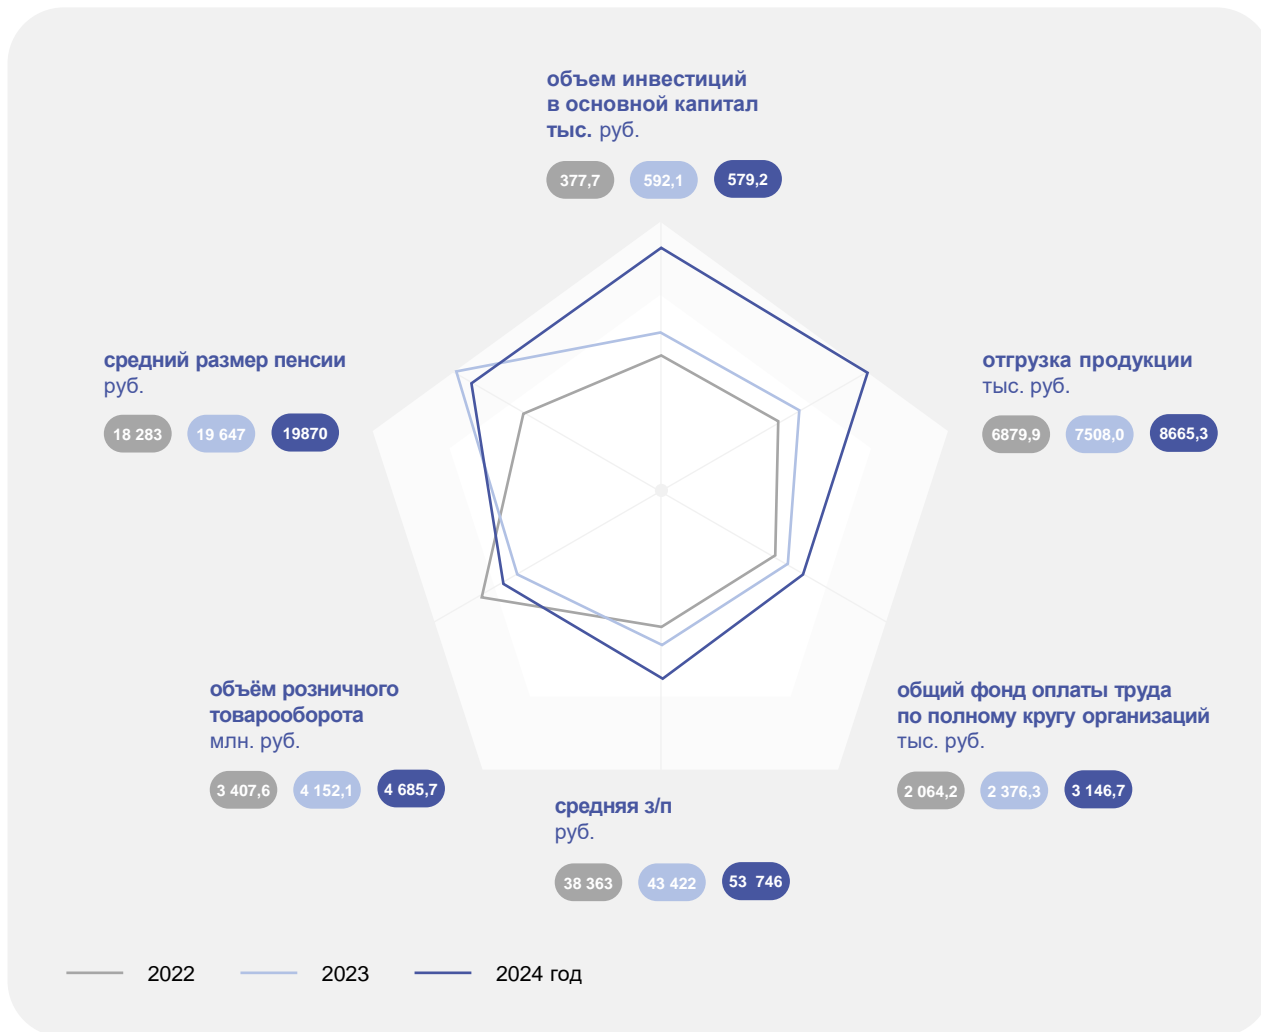 объем инвестиций
в основной капитал
тыс. руб.
377,7 592,1 579,2
средний размер пенсии
руб.
18 283 19 647 19870
отгрузка продукции
тыс. руб.
6879,9 7508,0 8665,3
объём розничного
товарооборота
млн. руб.
3 407,6 4 152,1 4 685,7
общий фонд оплаты труда
по полному кругу организаций
тыс. руб.
2 064,2 2 376,3 3 146,7
средняя з/п
руб.
38 363 43 422 53 746
2022 2023 2024 год